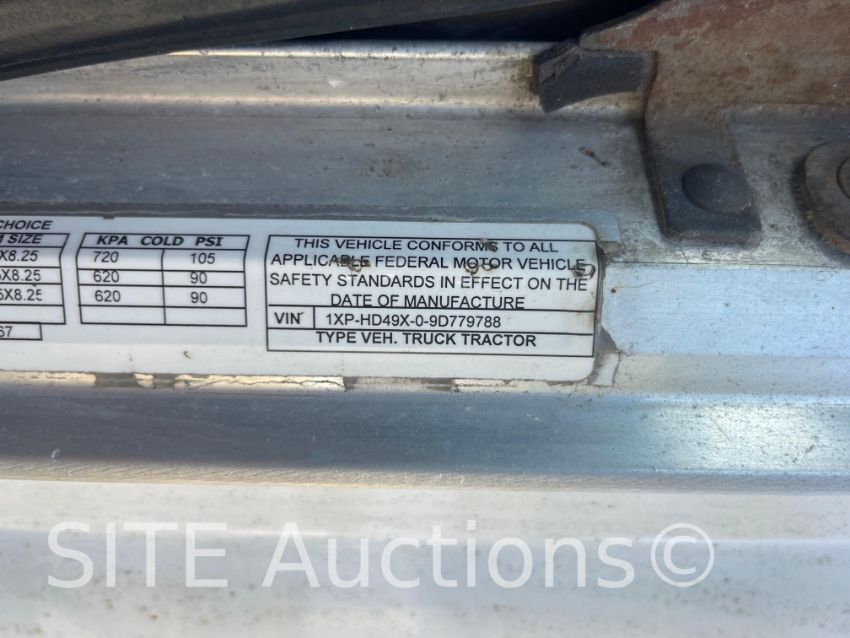 CHOICE
SIZE
X8.25
X8.25
X8.25
67
KPA COLD PSI
720 105
620 90
620 90
THIS VEHICLE CONFORMS TO ALL
APPLICABLE FEDERAL MOTOR VEHICLE
SAFETY STANDARDS IN EFFECT ON THE
DATE OF MANUFACTURE
VIN 1XP-HD49X-0-9D779788
TYPE VEH. TRUCK TRACTOR
SITE Auctions©